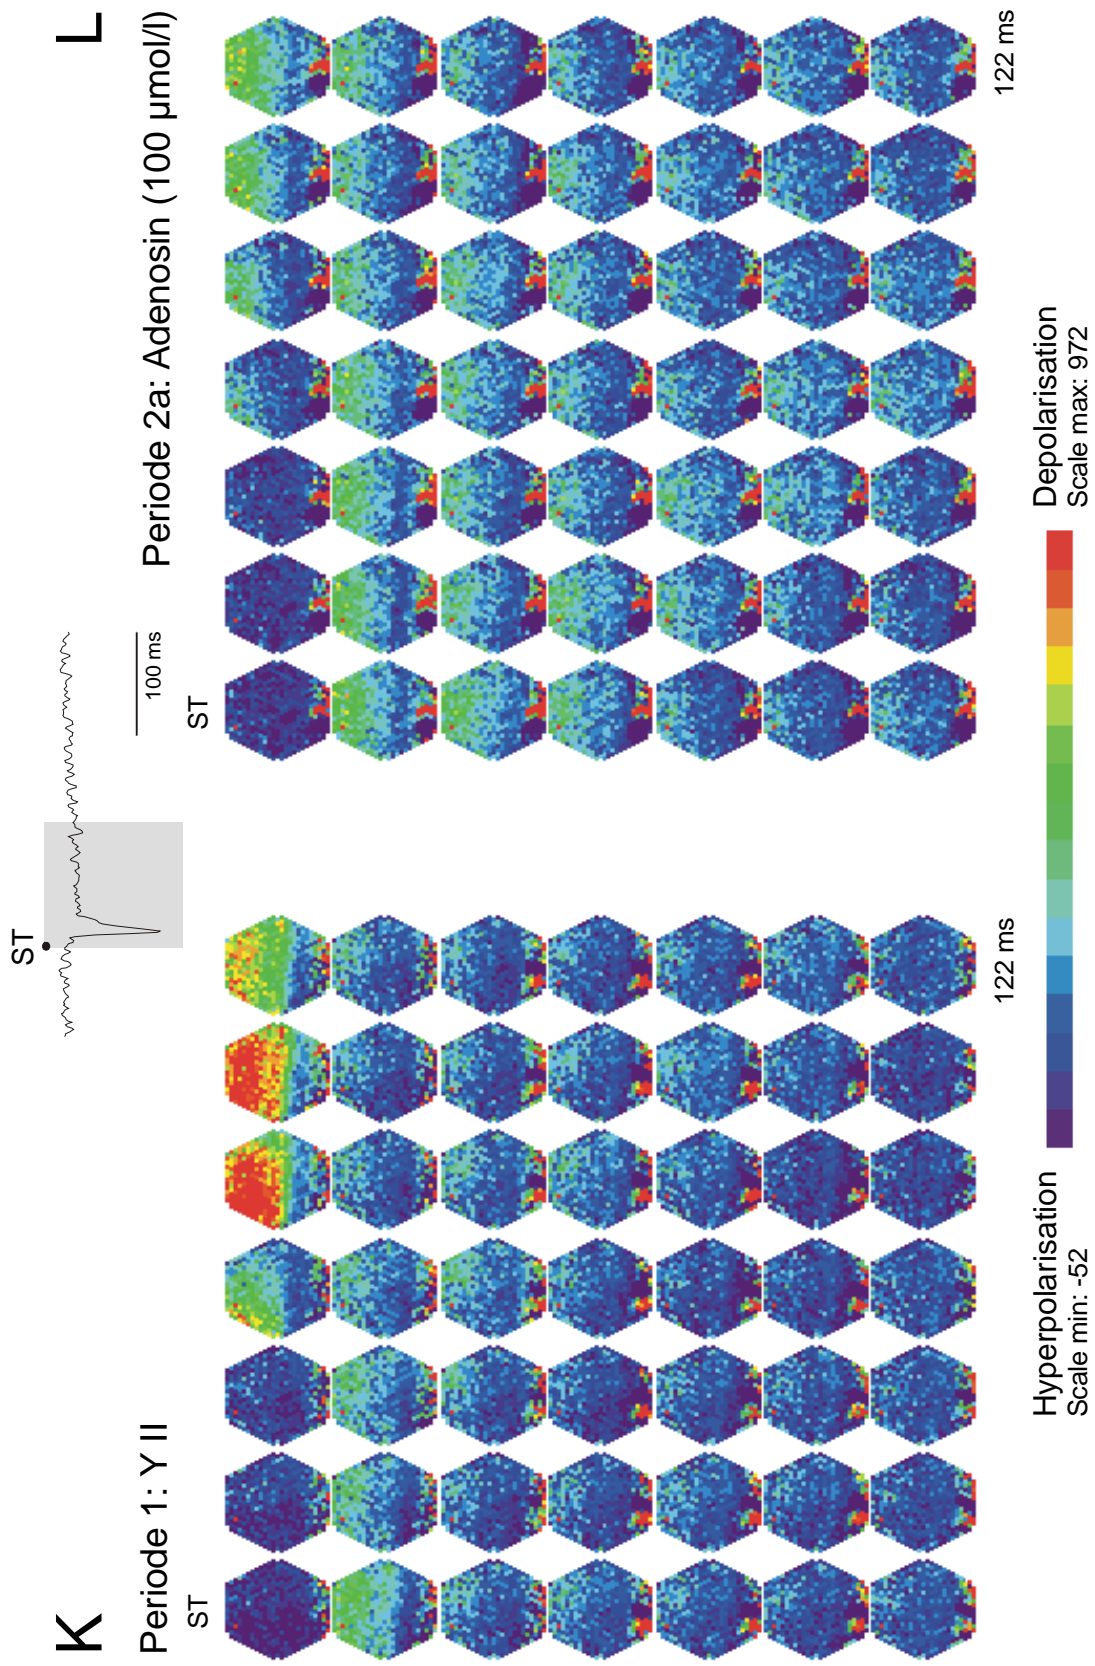 K
L
Periode 1: Y II
Periode 2a: Adenosin (100 µmol/l)
ST
100 ms
ST
ST
122 ms
122 ms
Hyperpolarisation
Scale min: -52
Depolarisation
Scale max: 972